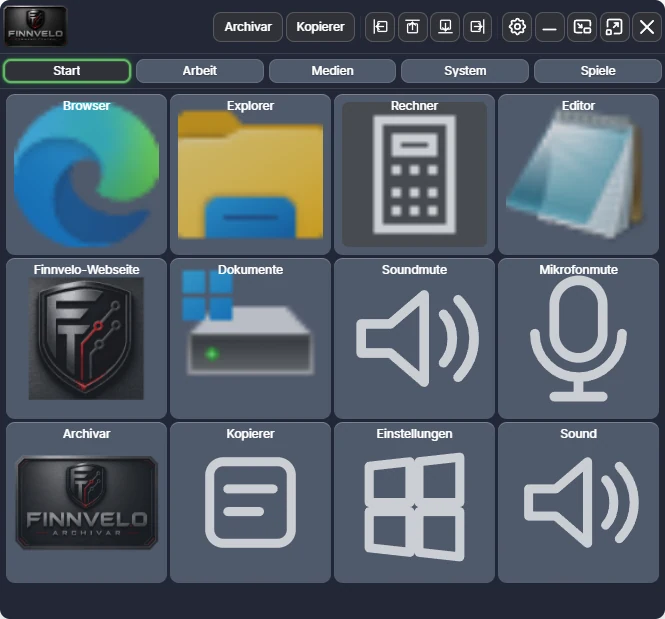 FINNVELO
Archivar
Kopierer
Start
Arbeit
Medien
System
Spiele
Browser
Explorer
Rechner
Editor
Finnvelo-Webseite
Dokumente
Soundmute
Mikrofonmute
Archivar
Kopierer
Einstellungen
Sound
FINNVELO
ARCHIVAR